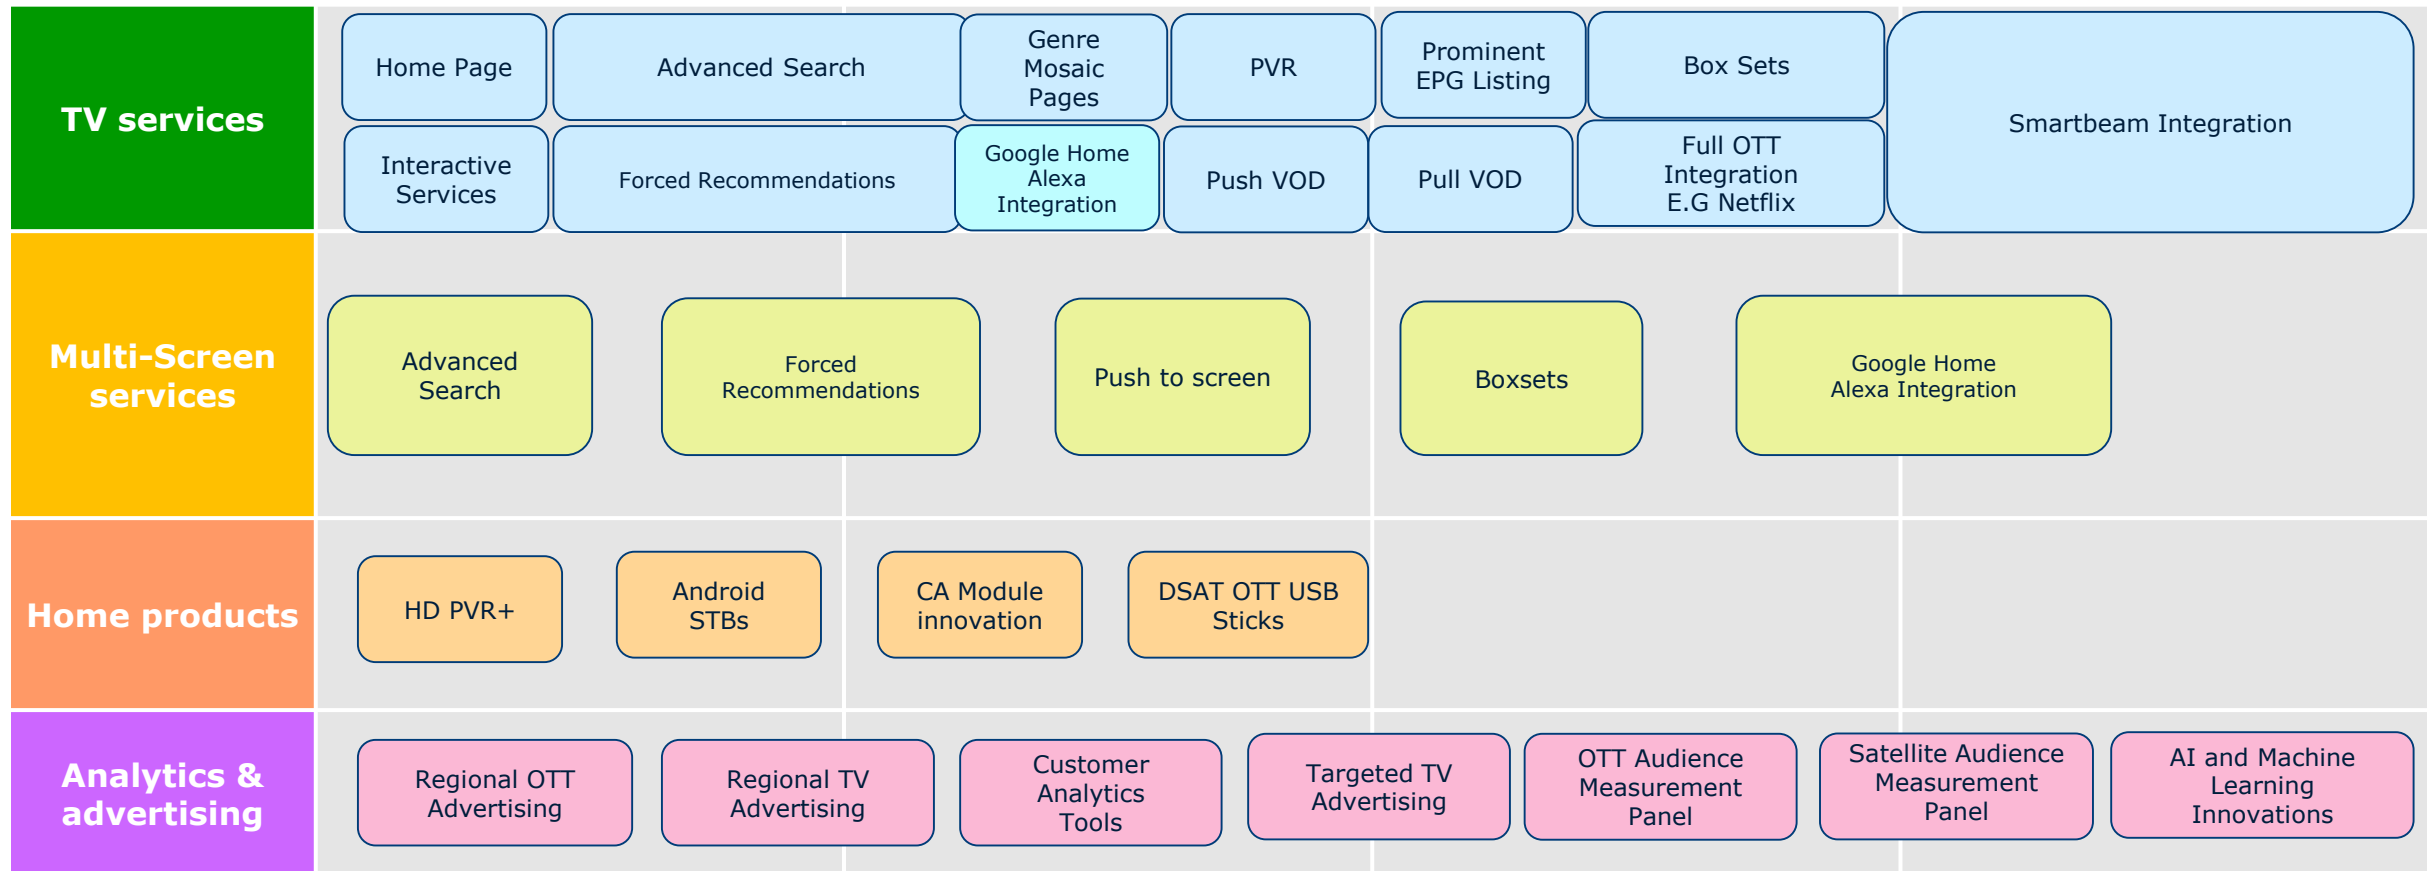 TV services
Home Page
Advanced Search
Genre
Mosaic
Pages
PVR
Prominent
EPG Listing
Box Sets
Smartbeam Integration
Interactive
Services
Forced Recommendations
Google Home
Alexa
Integration
Push VOD
Pull VOD
Full OTT
Integration
E.G Netflix
Multi-Screen
services
Advanced
Search
Forced
Recommendations
Push to screen
Boxsets
Google Home
Alexa Integration
Home products
HD PVR+
Android
STBs
CA Module
innovation
DSAT OTT USB
Sticks
Analytics &
advertising
Regional OTT
Advertising
Regional TV
Advertising
Customer
Analytics
Tools
Targeted TV
Advertising
OTT Audience
Measurement
Panel
Satellite Audience
Measurement
Panel
AI and Machine
Learning
Innovations